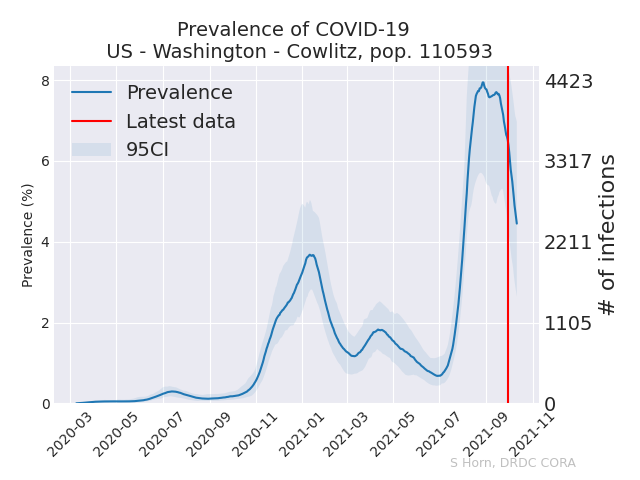 Prevalence of COVID-19
US - Washington - Cowlitz, pop. 110593
Prevalence
Latest data
95CI
Prevalence (%)
8
6
4
2
0
4423
3317
2211
1105
0
# of infections
2020-03
2020-05
2020-07
2020-09
2020-11
2021-01
2021-03
2021-05
2021-07
2021-09
2021-11
S Horn, DRDC CORA